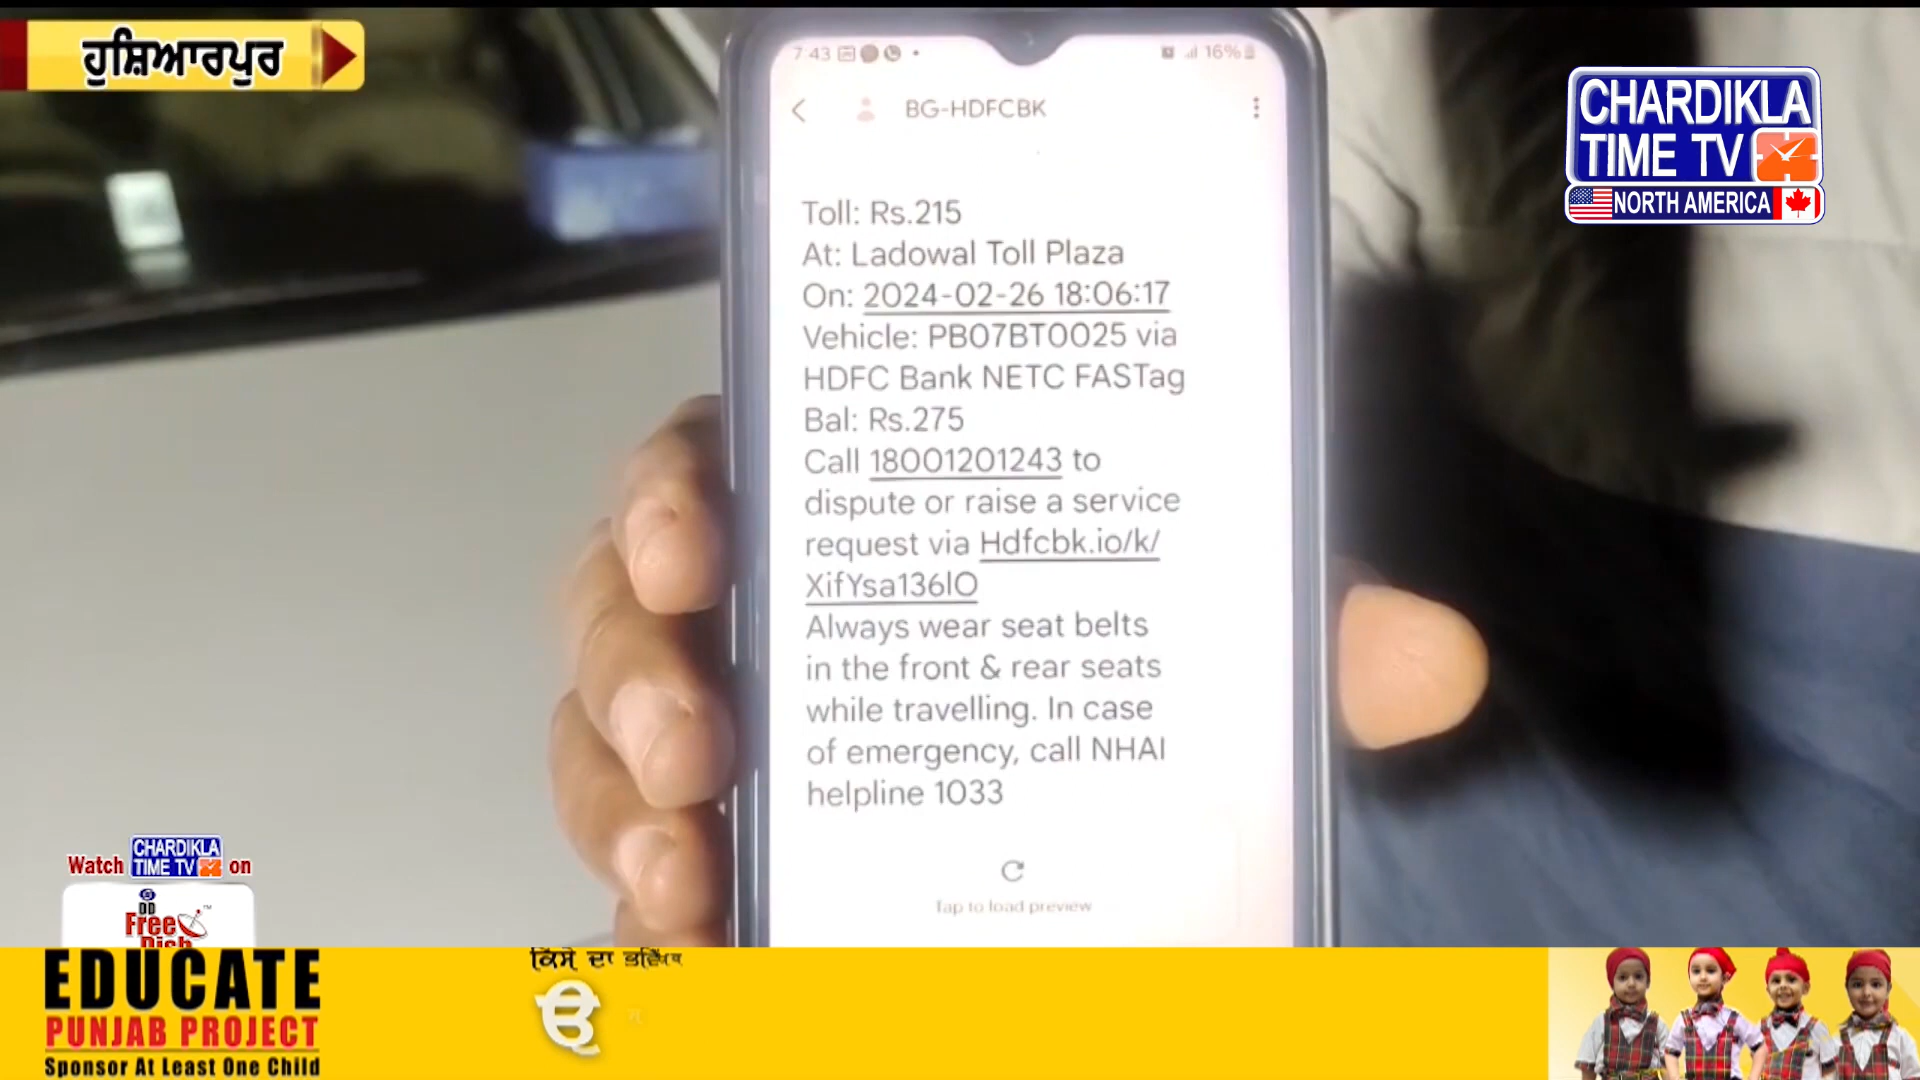 ਹੁਸ਼ਿਆਰਪੁਰ
7:43
16%
BG-HDFCBK
CHARDIKLA
TIME TV
NORTH AMERICA
Toll: Rs.215
At: Ladowal Toll Plaza
On: 2024-02-26 18:06:17
Vehicle: PB07BT0025 via
HDFC Bank NETC FASTag
Bal: Rs.275
Call 18001201243 to
dispute or raise a service
request via Hdfcbk.io/k/
XifYsa136lO
Always wear seat belts
in the front & rear seats
while travelling. In case
of emergency, call NHAI
helpline 1033
Tap to load preview
Watch CHARDIKLA TIME TV on
DD
Free
Dish
EDUCATE
PUNJAB PROJECT
Sponsor At Least One Child
ਕਿਸੇ ਦਾ
ੳ